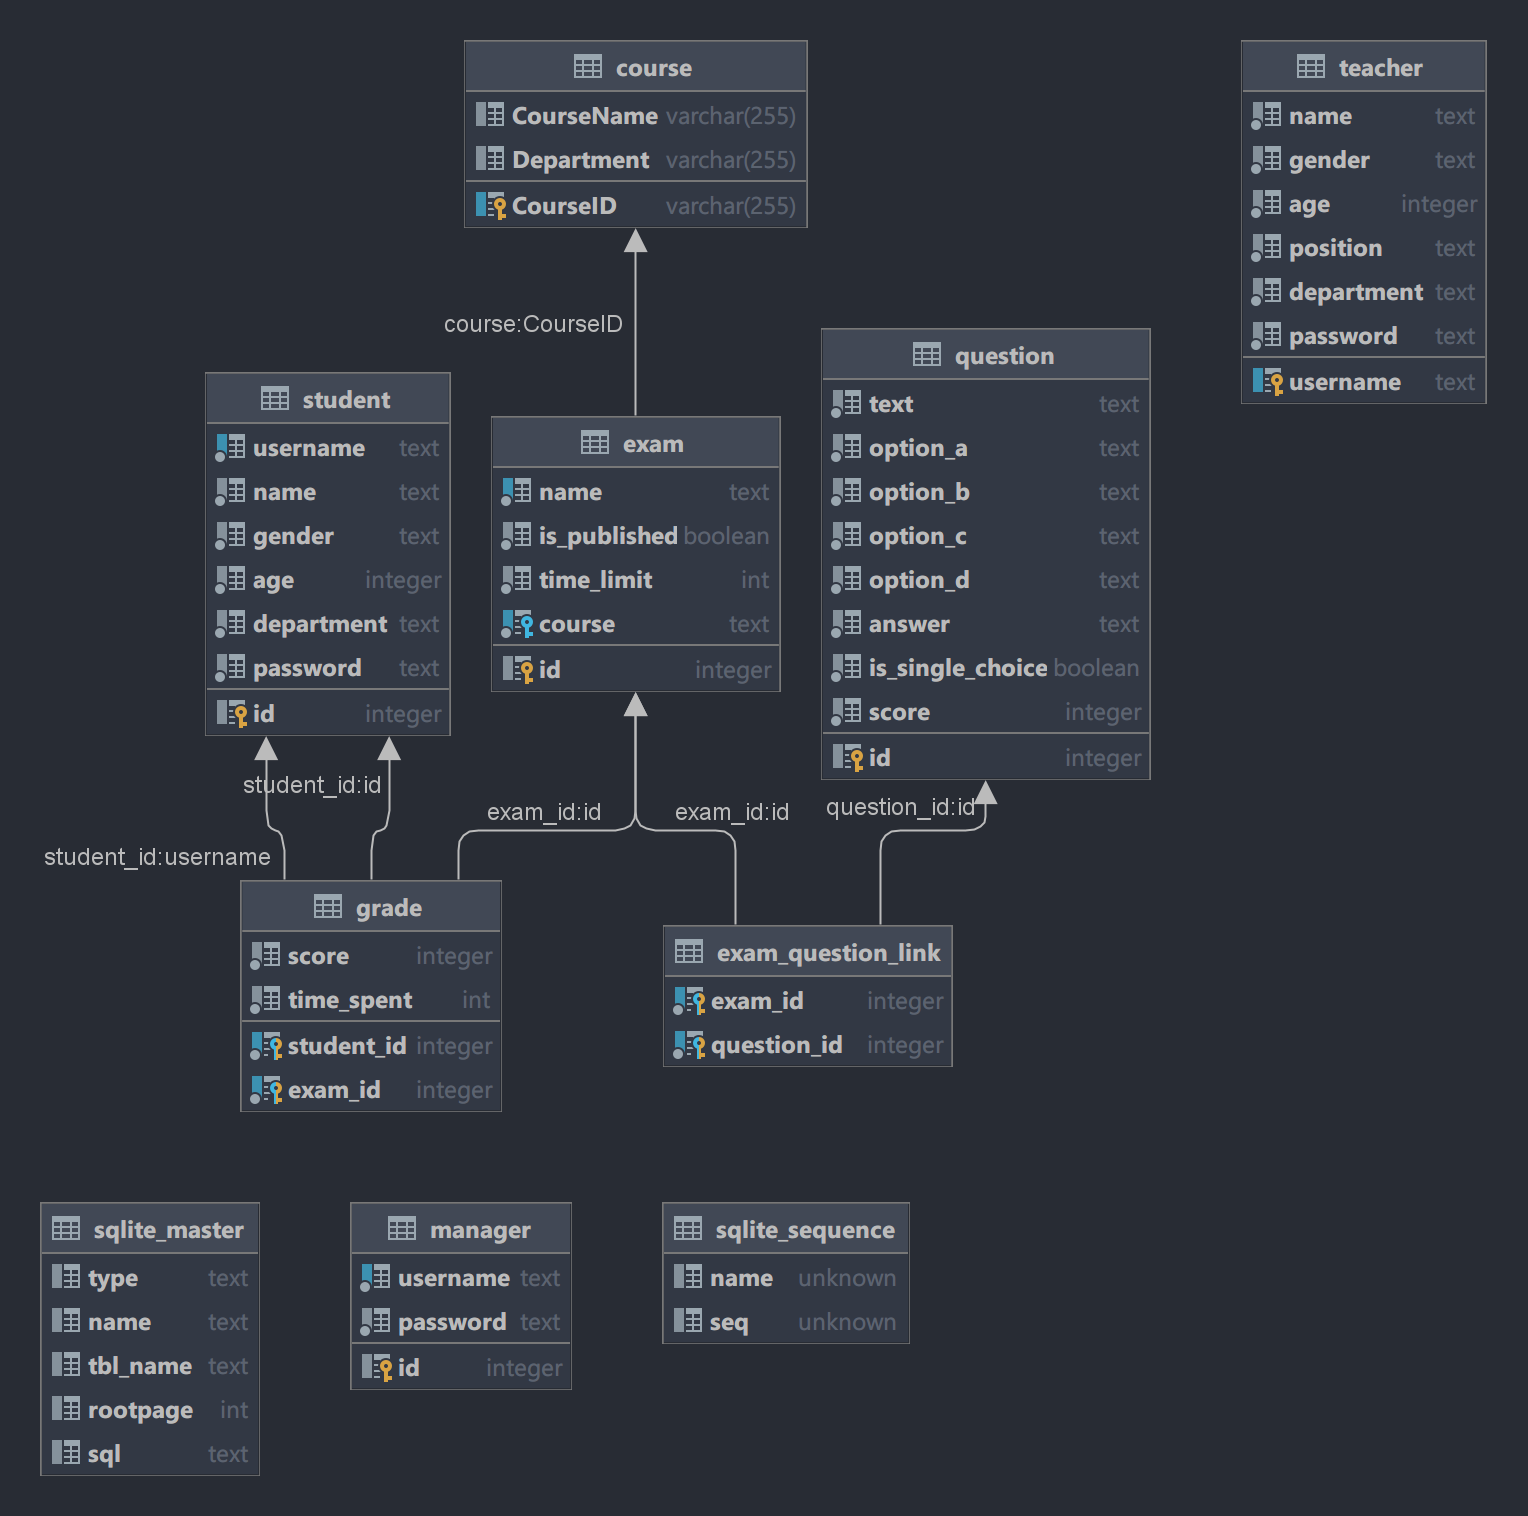 course
CourseName varchar(255)
Department varchar(255)
CourseID varchar(255)
teacher
name text
gender text
age integer
position text
department text
password text
username text
course:CourseID
question
text text
option_a text
option_b text
option_c text
option_d text
answer text
is_single_choice boolean
score integer
id integer
student
username text
name text
gender text
age integer
department text
password text
id integer
exam
name text
is_published boolean
time_limit int
course text
id integer
student_id:id
exam_id:id
exam_id:id
question_id:id
student_id:username
grade
score integer
time_spent int
student_id integer
exam_id integer
exam_question_link
exam_id integer
question_id integer
sqlite_master
type text
name text
tbl_name text
rootpage int
sql text
manager
username text
password text
id integer
sqlite_sequence
name unknown
seq unknown